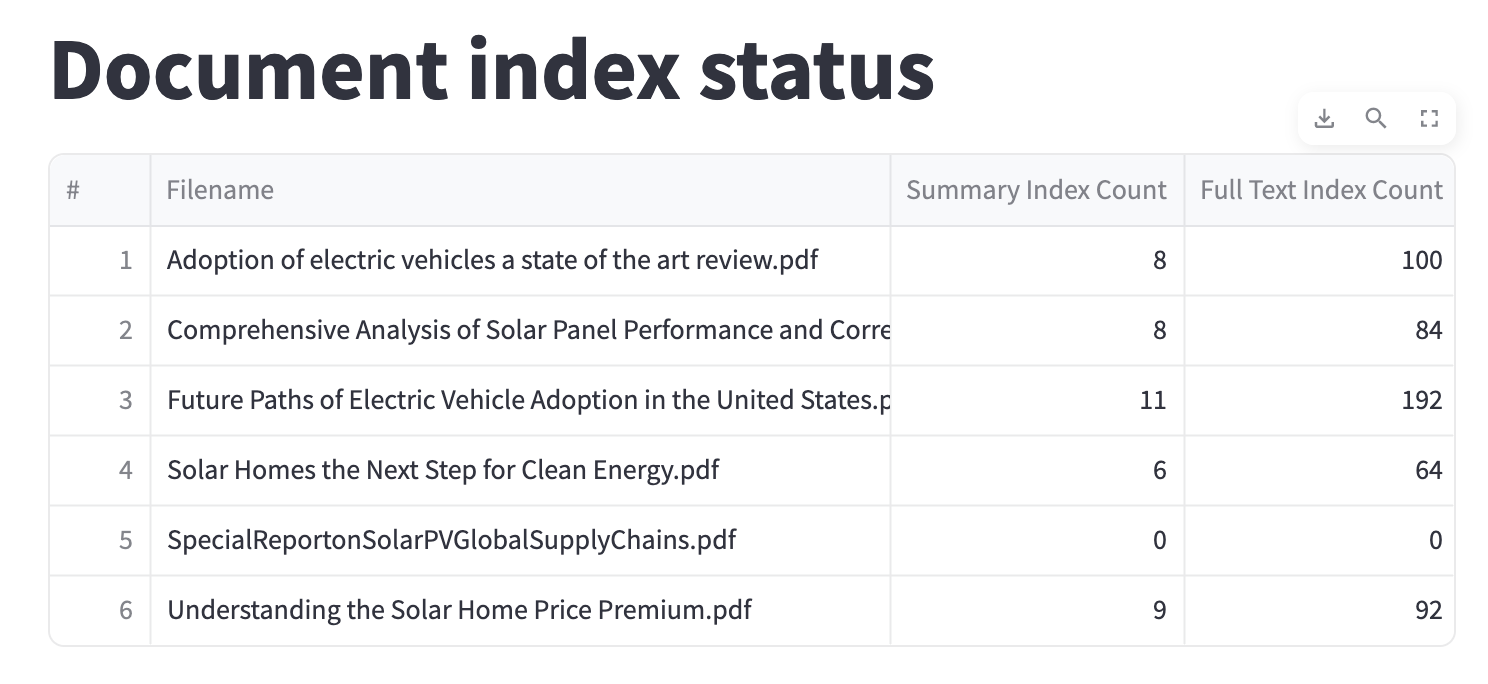 Document index status
# Filename Summary Index Count Full Text Index Count
1 Adoption of electric vehicles a state of the art review.pdf 8 100
2 Comprehensive Analysis of Solar Panel Performance and Corre 8 84
3 Future Paths of Electric Vehicle Adoption in the United States.p 11 192
4 Solar Homes the Next Step for Clean Energy.pdf 6 64
5 SpecialReportonSolarPVGlobalSupplyChains.pdf 0 0
6 Understanding the Solar Home Price Premium.pdf 9 92